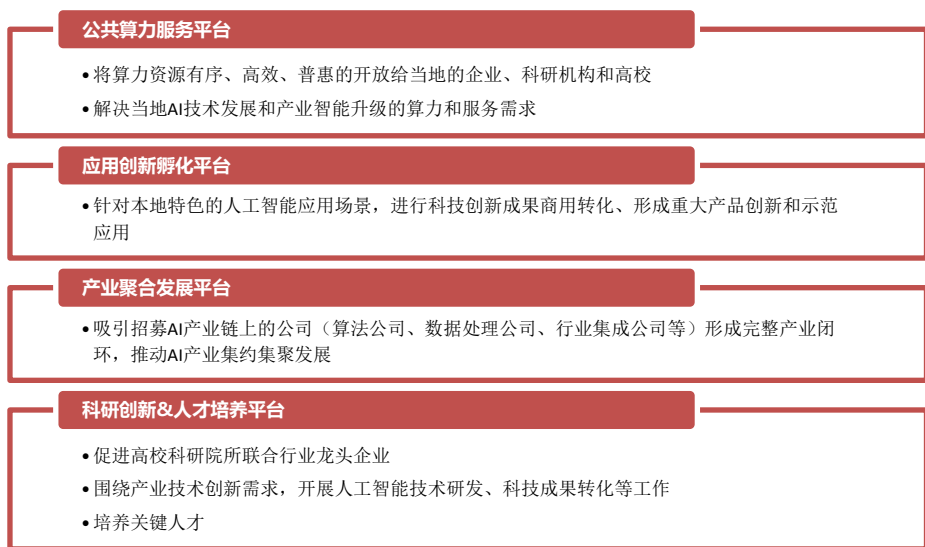 公共算力服务平台
•将算力资源有序、高效、普惠的开放给当地的企业、科研机构和高校
•解决当地AI技术发展和产业智能升级的算力和服务需求
应用创新孵化平台
•针对本地特色的人工智能应用场景，进行科技创新成果商用转化、形成重大产品创新和示范
应用
产业聚合发展平台
•吸引招募AI产业链上的公司（算法公司、数据处理公司、行业集成公司等）形成完整产业闭
环，推动AI产业集约集聚发展
科研创新&人才培养平台
•促进高校科研院所联合行业龙头企业
•围绕产业技术创新需求，开展人工智能技术研发、科技成果转化等工作
•培养关键人才